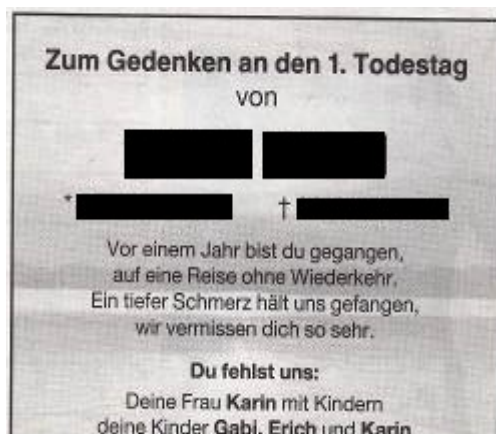 Zum Gedenken an den 1. Todestag
von
* †
Vor einem Jahr bist du gegangen,
auf eine Reise ohne Wiederkehr.
Ein tiefer Schmerz hält uns gefangen,
wir vermissen dich so sehr.
Du fehlst uns:
Deine Frau Karin mit Kindern
deine Kinder Gabi, Erich und Karin